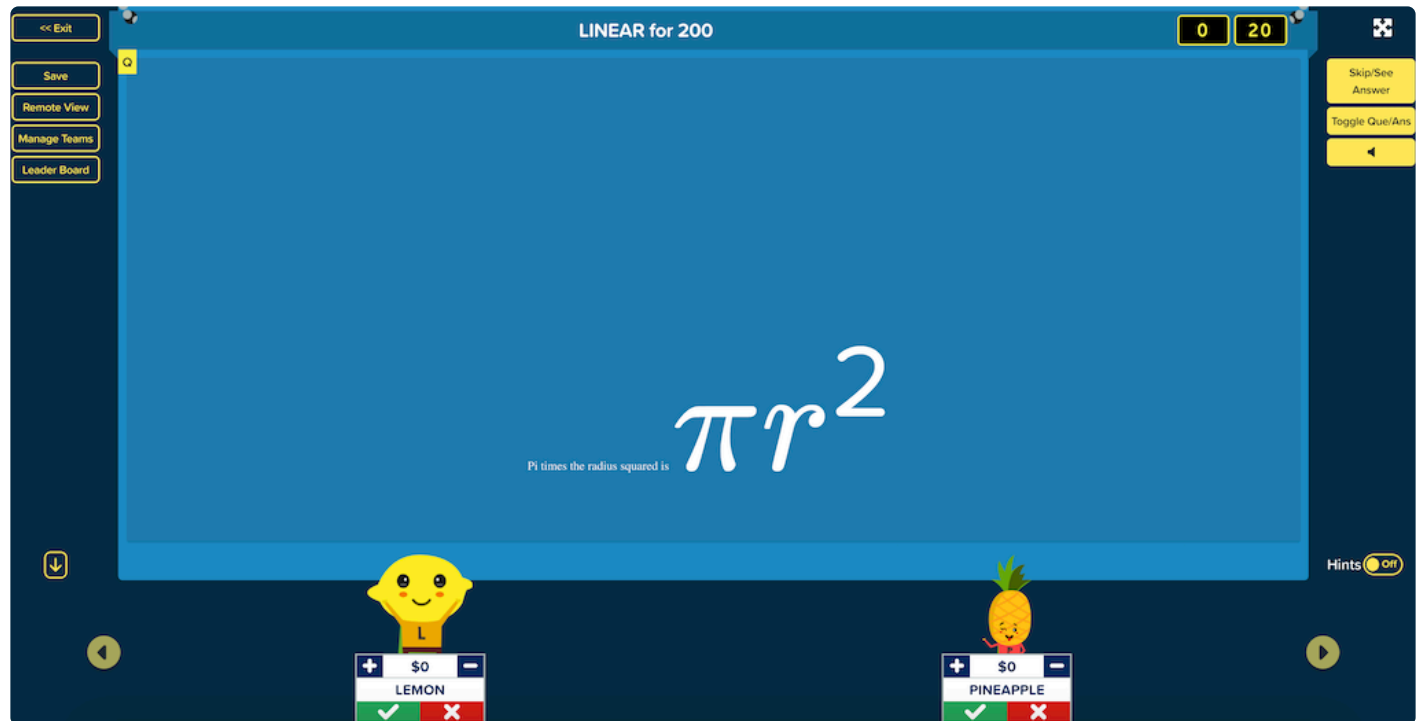 << Exit
LINEAR for 200
0 20
Save
Remote View
Manage Teams
Leader Board
Q
Skip/See
Answer
Toggle Que/Ans
Pi times the radius squared is πr²
Hints Off
L
+ $0 −
LEMON
+ $0 −
PINEAPPLE